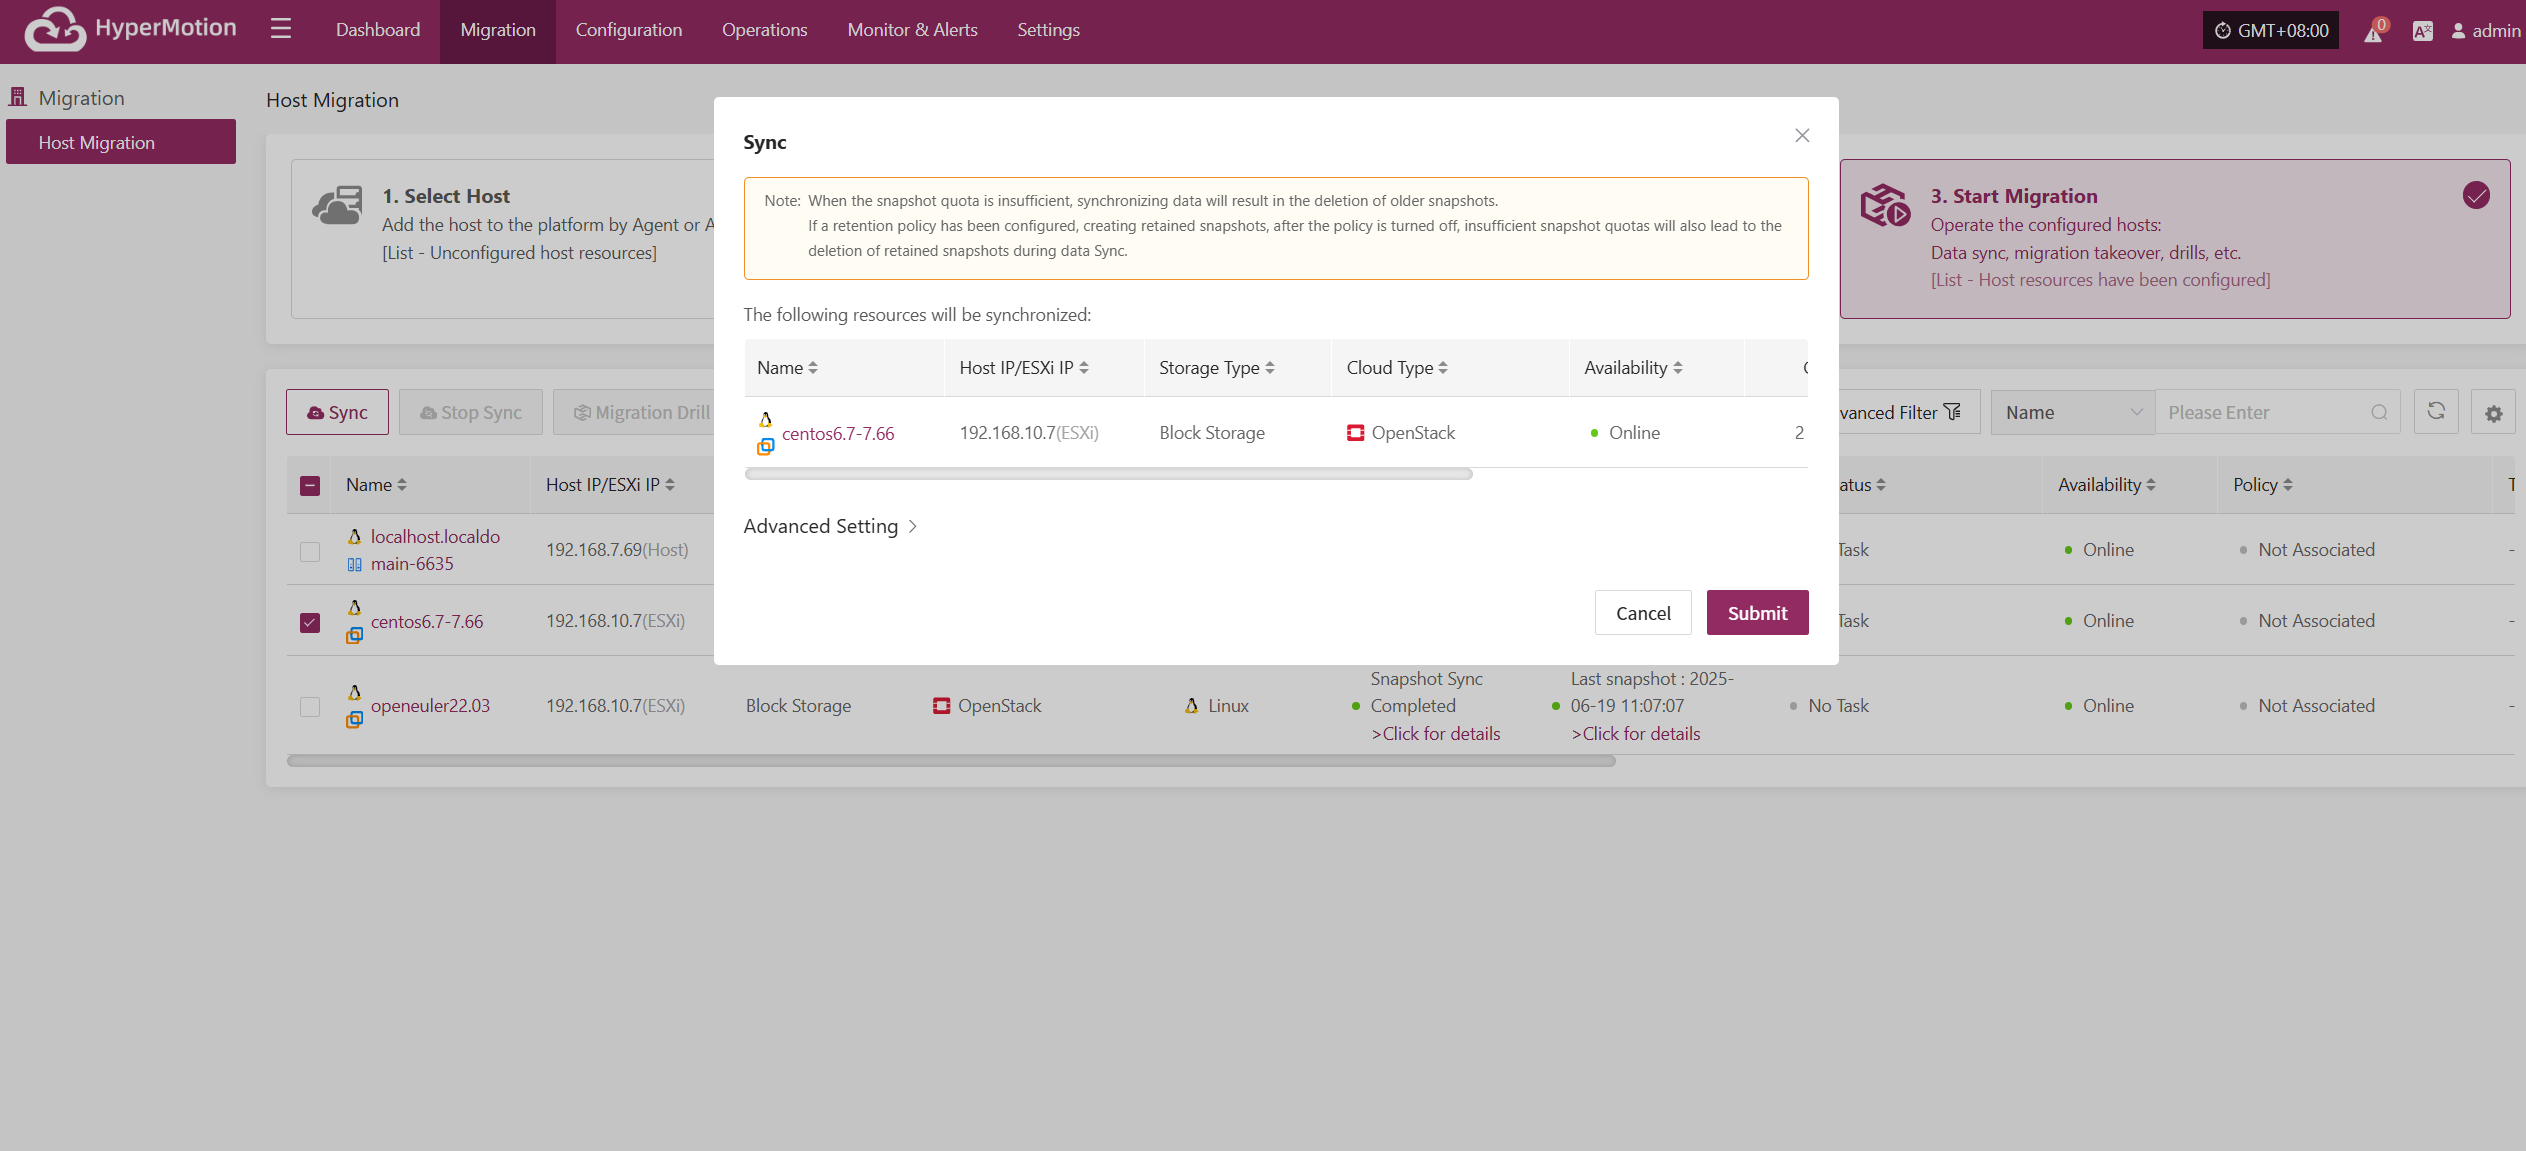 HyperMotion
Dashboard
Migration
Configuration
Operations
Monitor & Alerts
Settings
GMT+08:00
0
admin
Migration
Host Migration
Host Migration
1. Select Host
Add the host to the platform by Agent or A
[List - Unconfigured host resources]
3. Start Migration
Operate the configured hosts:
Data sync, migration takeover, drills, etc.
[List - Host resources have been configured]
Sync
Note: When the snapshot quota is insufficient, synchronizing data will result in the deletion of older snapshots.
If a retention policy has been configured, creating retained snapshots, after the policy is turned off, insufficient snapshot quotas will also lead to the
deletion of retained snapshots during data Sync.
The following resources will be synchronized:
Name Host IP/ESXi IP Storage Type Cloud Type Availability
centos6.7-7.66 192.168.10.7(ESXi) Block Storage OpenStack Online 2
Advanced Setting
Cancel Submit
Sync Stop Sync Migration Drill
vanced Filter Name Please Enter
Name Host IP/ESXi IP atus Availability Policy T
localhost.localdo
main-6635
192.168.7.69(Host) Task Online Not Associated -
centos6.7-7.66 192.168.10.7(ESXi) Task Online Not Associated -
openeuler22.03 192.168.10.7(ESXi) Block Storage OpenStack Linux
Snapshot Sync
Completed
>Click for details
Last snapshot : 2025-
06-19 11:07:07
>Click for details
No Task Online Not Associated -